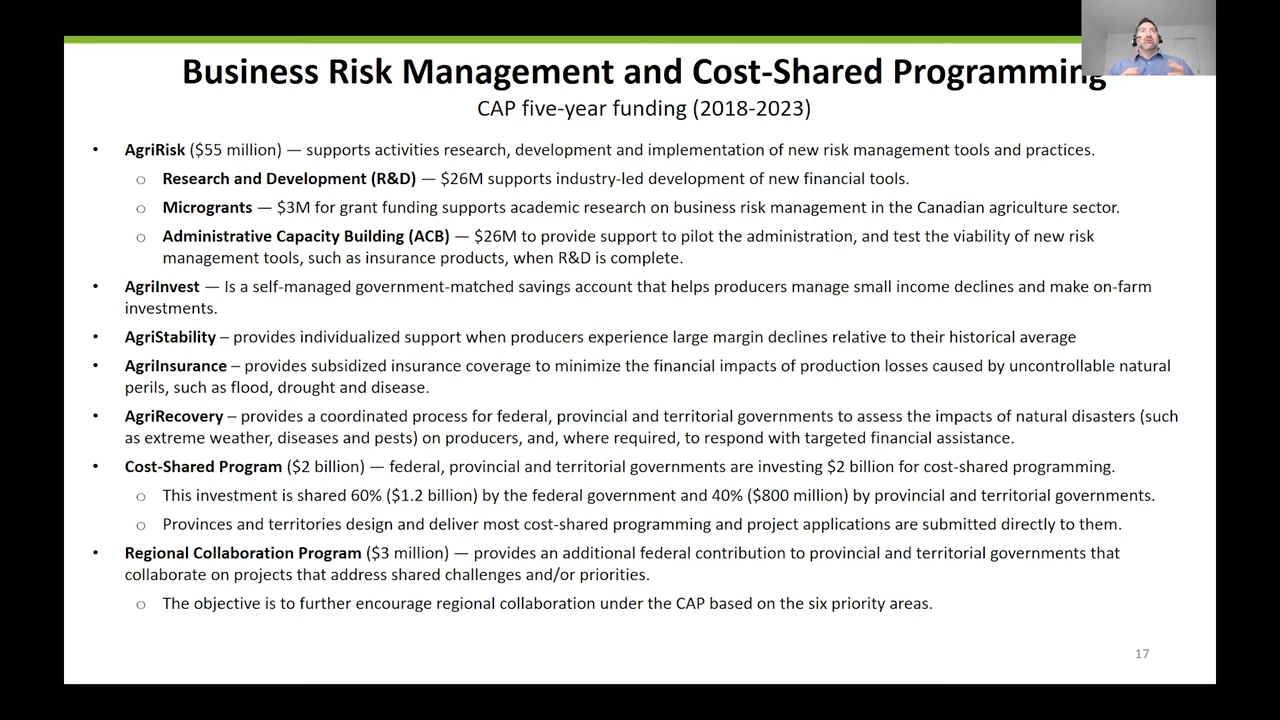 Business Risk Management and Cost-Shared Programming
CAP five-year funding (2018-2023)
• AgriRisk ($55 million) — supports activities research, development and implementation of new risk management tools and practices.
○ Research and Development (R&D) — $26M supports industry-led development of new financial tools.
○ Microgrants — $3M for grant funding supports academic research on business risk management in the Canadian agriculture sector.
○ Administrative Capacity Building (ACB) — $26M to provide support to pilot the administration, and test the viability of new risk
management tools, such as insurance products, when R&D is complete.
• AgriInvest — Is a self-managed government-matched savings account that helps producers manage small income declines and make on-farm
investments.
• AgriStability – provides individualized support when producers experience large margin declines relative to their historical average
• AgriInsurance – provides subsidized insurance coverage to minimize the financial impacts of production losses caused by uncontrollable natural
perils, such as flood, drought and disease.
• AgriRecovery – provides a coordinated process for federal, provincial and territorial governments to assess the impacts of natural disasters (such
as extreme weather, diseases and pests) on producers, and, where required, to respond with targeted financial assistance.
• Cost-Shared Program ($2 billion) — federal, provincial and territorial governments are investing $2 billion for cost-shared programming.
○ This investment is shared 60% ($1.2 billion) by the federal government and 40% ($800 million) by provincial and territorial governments.
○ Provinces and territories design and deliver most cost-shared programming and project applications are submitted directly to them.
• Regional Collaboration Program ($3 million) — provides an additional federal contribution to provincial and territorial governments that
collaborate on projects that address shared challenges and/or priorities.
○ The objective is to further encourage regional collaboration under the CAP based on the six priority areas.
17